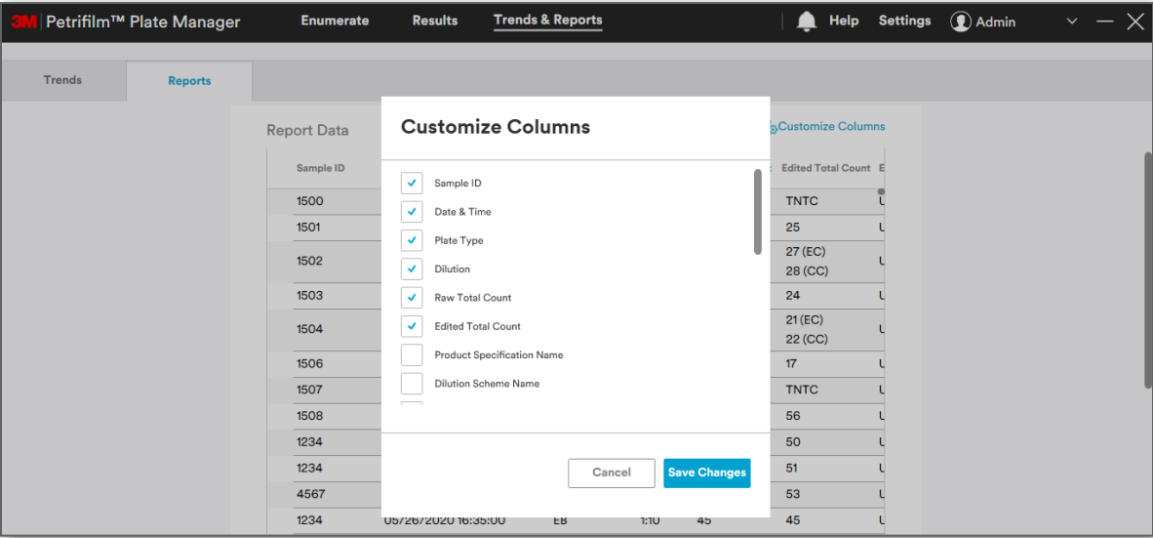 3M Petrifilm™ Plate Manager Enumerate Results Trends & Reports Help Settings Admin
Trends Reports
Report Data Customize Columns
Sample ID Edited Total Count E
1500 TNTC U
1501 25 U
1502 27 (EC) U
28 (CC)
1503 24 U
1504 21 (EC) U
22 (CC)
1506 17 U
1507 TNTC U
1508 56 U
1234 50 U
1234 51 U
4567 53 U
1234 05/26/2020 16:35:00 EB 1:10 45 45 U
Customize Columns
Sample ID
Date & Time
Plate Type
Dilution
Raw Total Count
Edited Total Count
Product Specification Name
Dilution Scheme Name
Cancel Save Changes